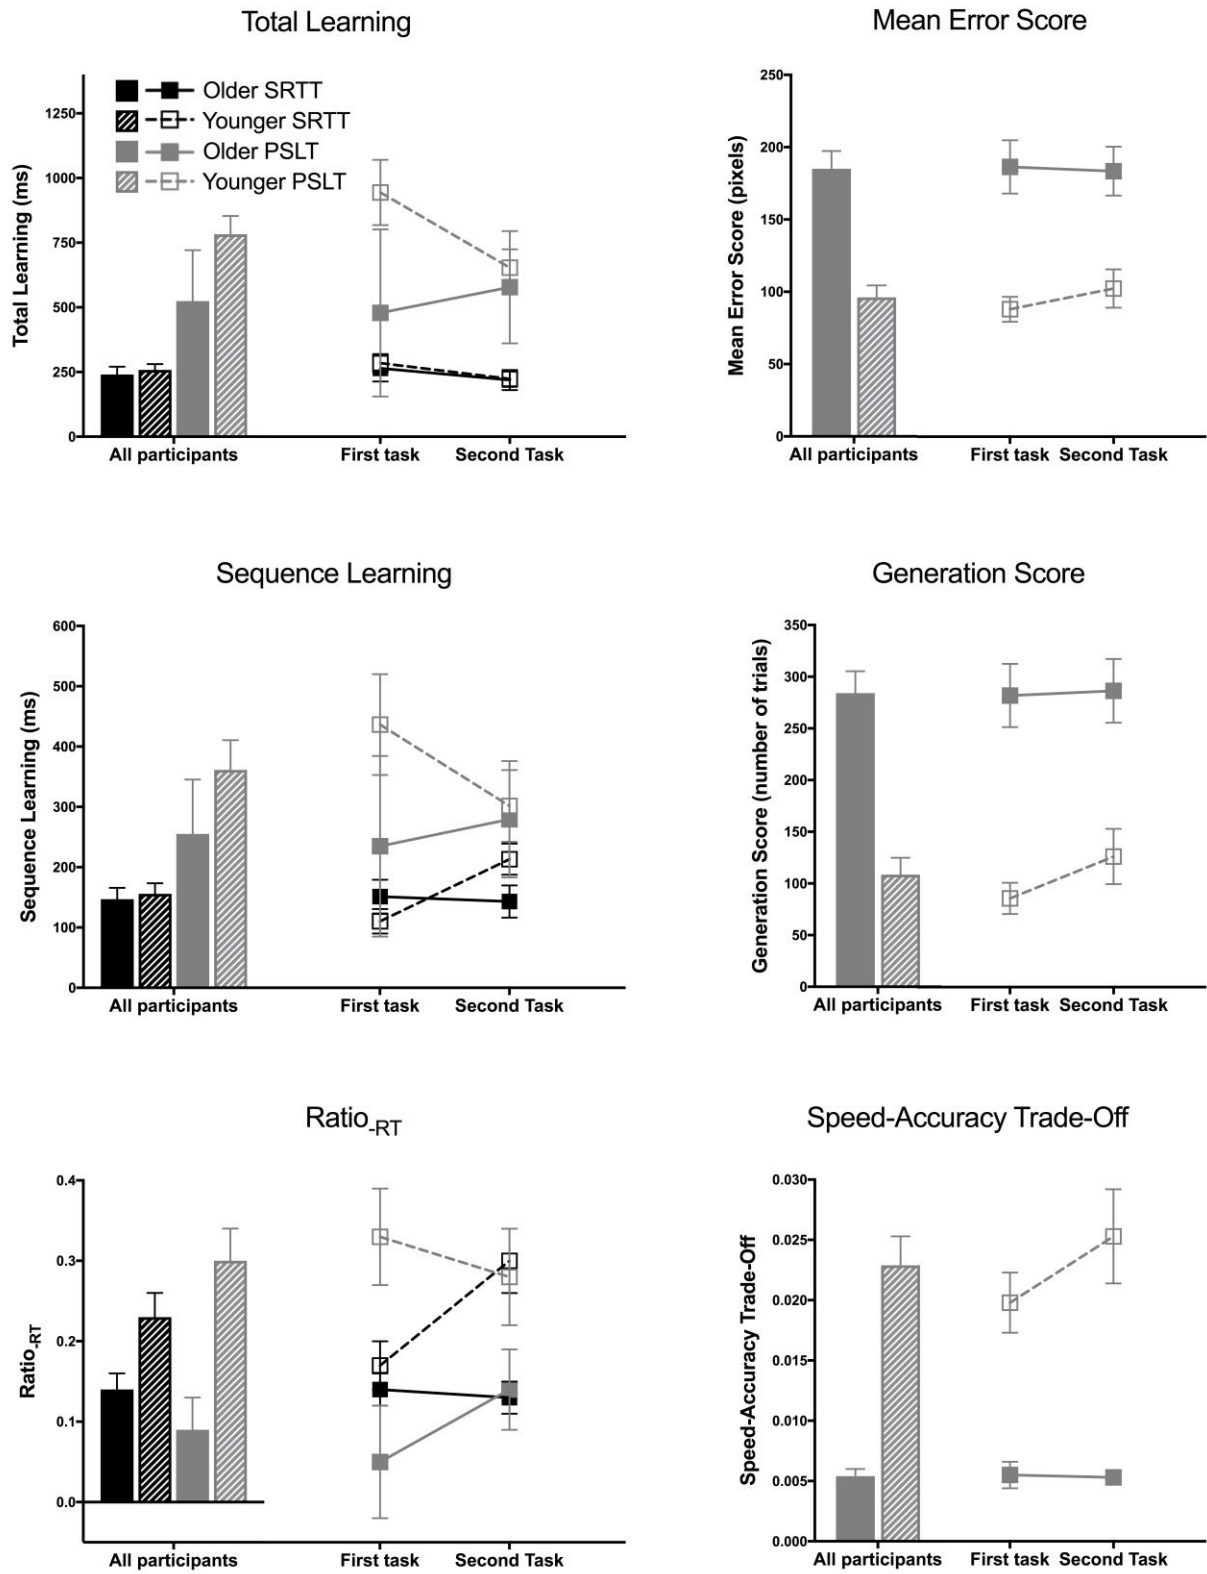 Total Learning
Total Learning (ms)
1250
1000
750
500
250
0
Older SRTT
Younger SRTT
Older PSLT
Younger PSLT
All participants
First task
Second Task
Mean Error Score
Mean Error Score (pixels)
250
200
150
100
50
0
All participants
First task
Second Task
Sequence Learning
Sequence Learning (ms)
600
500
400
300
200
100
0
All participants
First task
Second Task
Generation Score
Generation Score (number of trials)
350
300
250
200
150
100
50
0
All participants
First task
Second Task
Ratio-RT
Ratio-RT
0.4
0.3
0.2
0.1
0.0
All participants
First task
Second Task
Speed-Accuracy Trade-Off
Speed-Accuracy Trade-Off
0.030
0.025
0.020
0.015
0.010
0.005
0.000
All participants
First task
Second Task